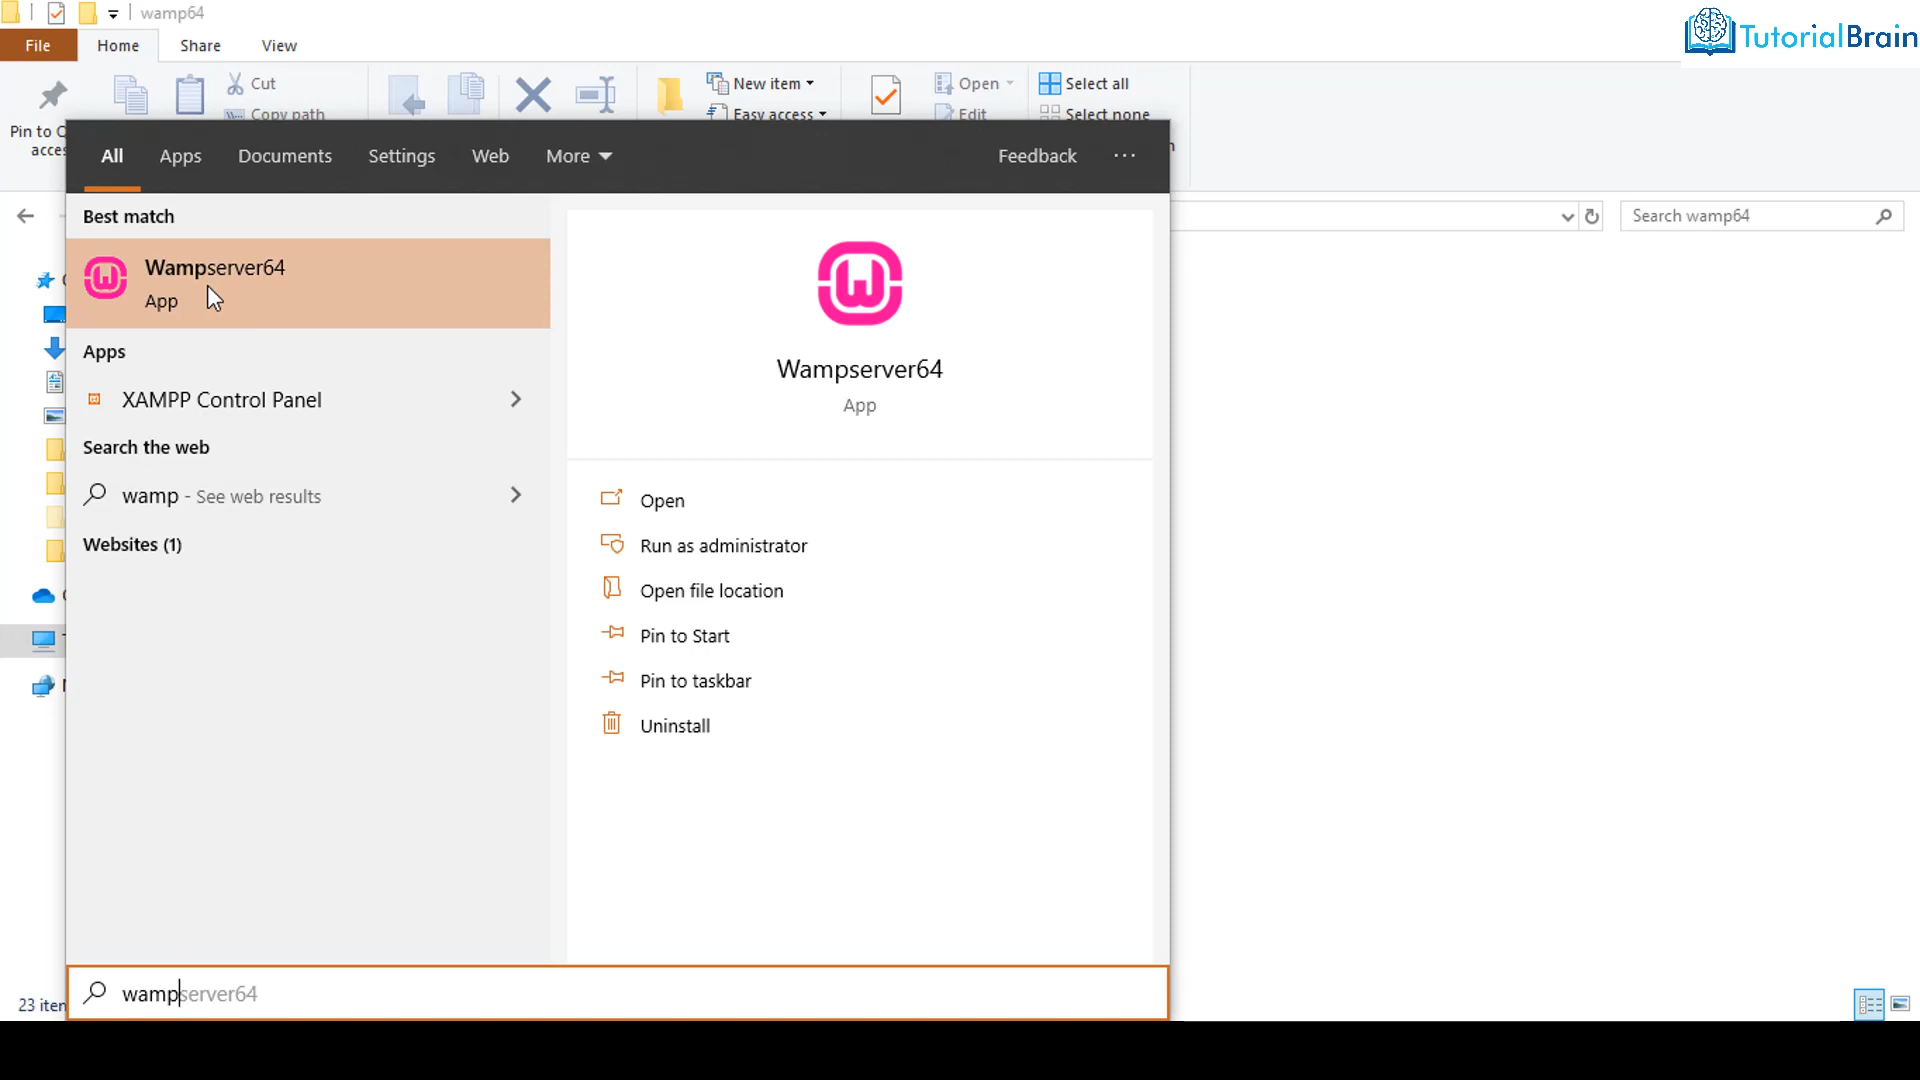 wamp64
TutorialBrain
File
Home
Share
View
Cut
Copy path
New item
Easy access
Open
Edit
Select all
Select none
Pin to
acce
All
Apps
Documents
Settings
Web
More
Feedback
Search wamp64
Best match
Wampserver64
App
Apps
XAMPP Control Panel
Search the web
wamp - See web results
Websites (1)
Wampserver64
App
Open
Run as administrator
Open file location
Pin to Start
Pin to taskbar
Uninstall
wampserver64
23 iten